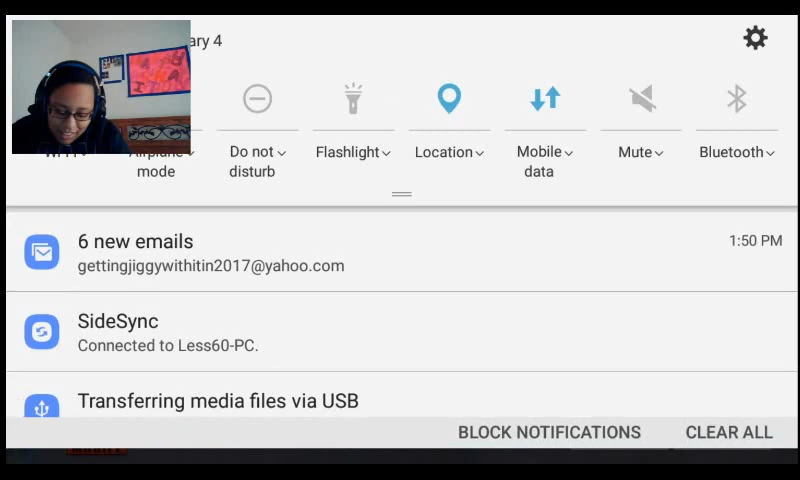 ary 4
Airplane
mode
Do not
disturb
Flashlight
Location
Mobile
data
Mute
Bluetooth
6 new emails
1:50 PM
gettingjiggywithitin2017@yahoo.com
SideSync
Connected to Less60-PC.
Transferring media files via USB
BLOCK NOTIFICATIONS
CLEAR ALL